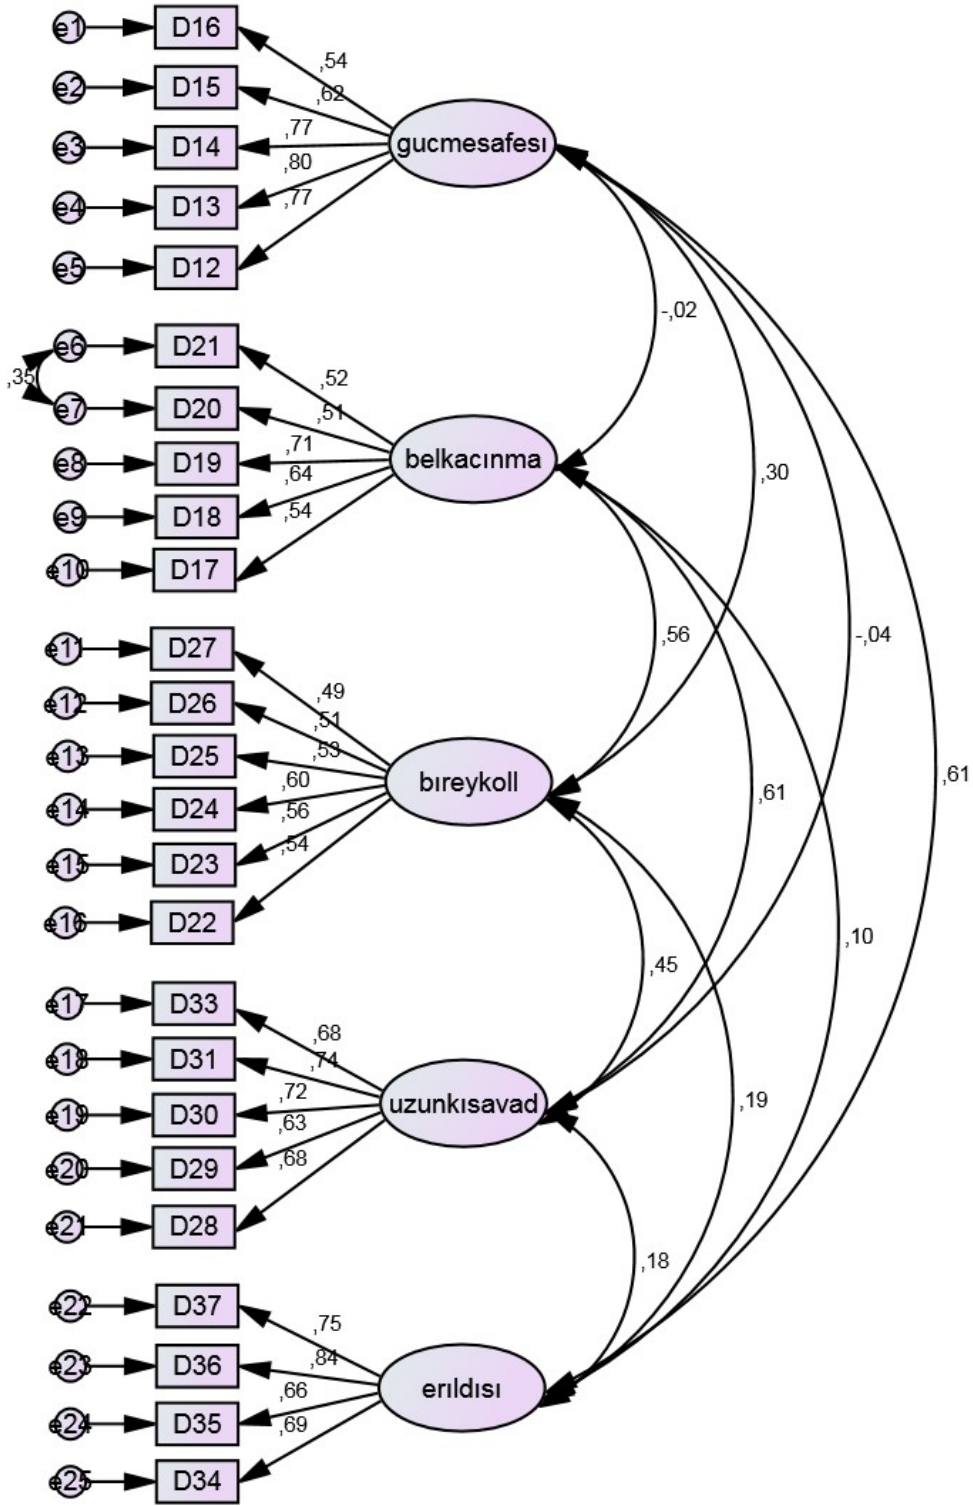 e1 D16
,54
e2 D15
,62
e3 D14
,77
gucmesafesı
e4 D13
,80
e5 D12
,77
-,02
e6 D21
,35
,52
e7 D20
,51
e8 D19
,71
belkacınma
e9 D18
,64
,30
e10 D17
,54
,56
-,04
e11 D27
,49
e12 D26
,51
e13 D25
,53
bıreykoll
,61
e14 D24
,60
,61
e15 D23
,56
e16 D22
,54
,10
,45
e17 D33
,68
e18 D31
,74
e19 D30
,72
uzunkısavad
,19
e20 D29
,63
e21 D28
,68
,18
e22 D37
,75
e23 D36
,84
erıldısı
e24 D35
,66
e25 D34
,69